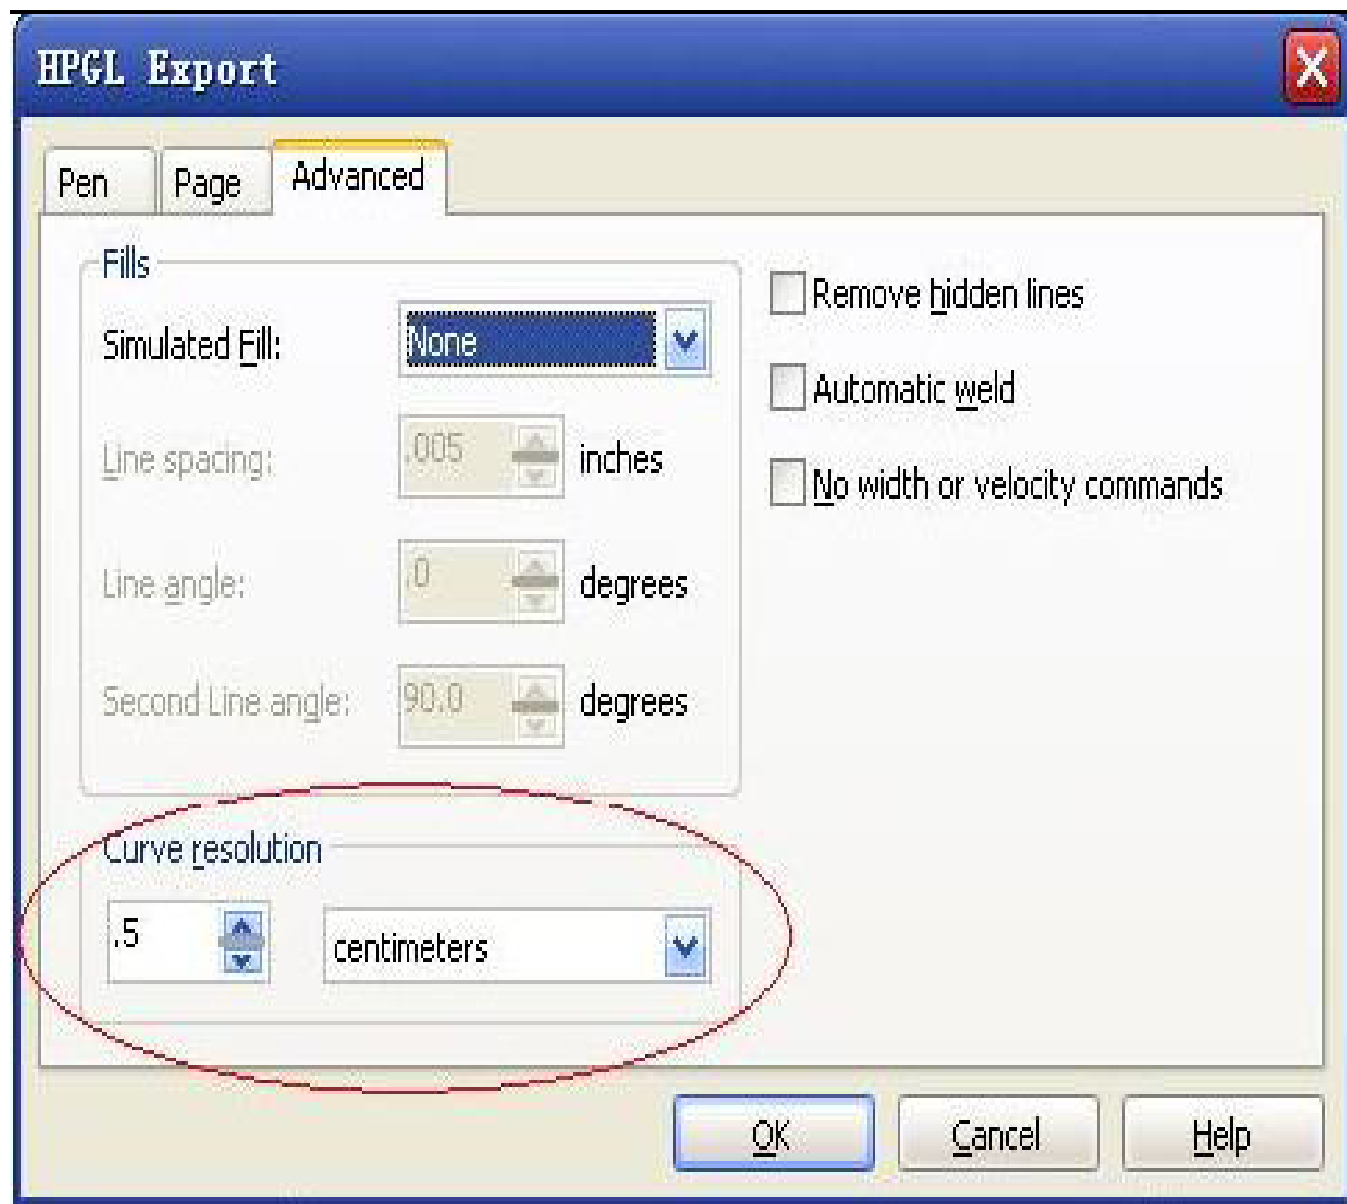 HPGL Export
Pen
Page
Advanced
Fills
Simulated Fill:
None
Line spacing:
.005
inches
Line angle:
.0
degrees
Second Line angle:
90.0
degrees
Remove hidden lines
Automatic weld
No width or velocity commands
Curve resolution
.5
centimeters
OK
Cancel
Help